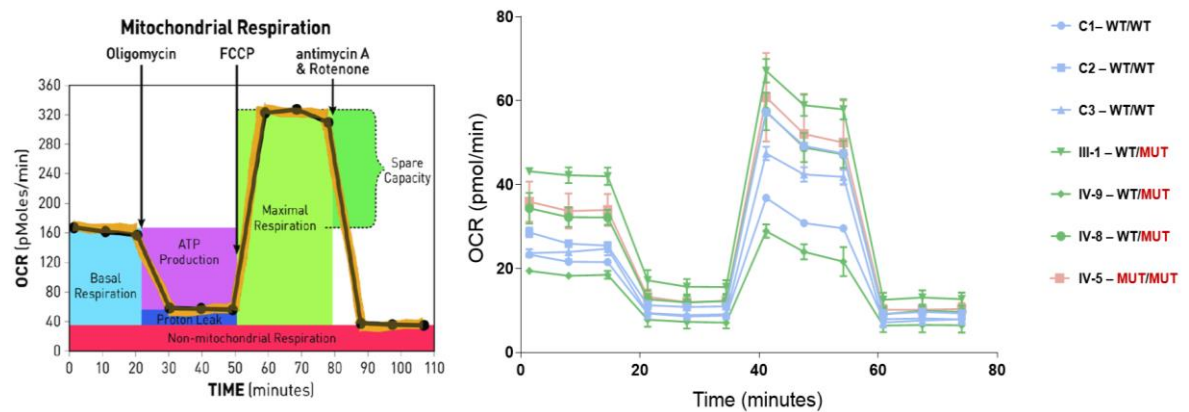 Mitochondrial Respiration
Oligomycin
FCCP
antimycin A
& Rotenone
OCR (pMoles/min)
360
320
280
240
200
160
120
80
40
0
Basal
Respiration
ATP
Production
Proton Leak
Maximal
Respiration
Spare
Capacity
Non-mitochondrial Respiration
0 10 20 30 40 50 60 70 80 90 100 110
TIME (minutes)
OCR (pmol/min)
80
60
40
20
0
0 20 40 60 80
Time (minutes)
C1– WT/WT
C2 – WT/WT
C3 – WT/WT
III-1 – WT/MUT
IV-9 – WT/MUT
IV-8 – WT/MUT
IV-5 – MUT/MUT